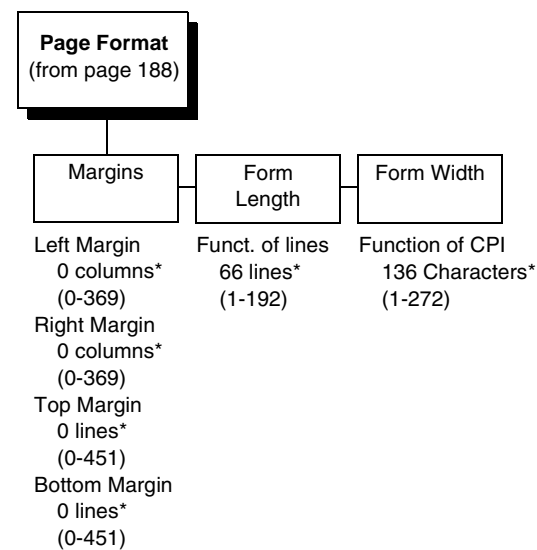 Page Format
(from page 188)
Margins
Form
Length
Form Width
Left Margin
0 columns*
(0-369)
Right Margin
0 columns*
(0-369)
Top Margin
0 lines*
(0-451)
Bottom Margin
0 lines*
(0-451)
Funct. of lines
66 lines*
(1-192)
Function of CPI
136 Characters*
(1-272)